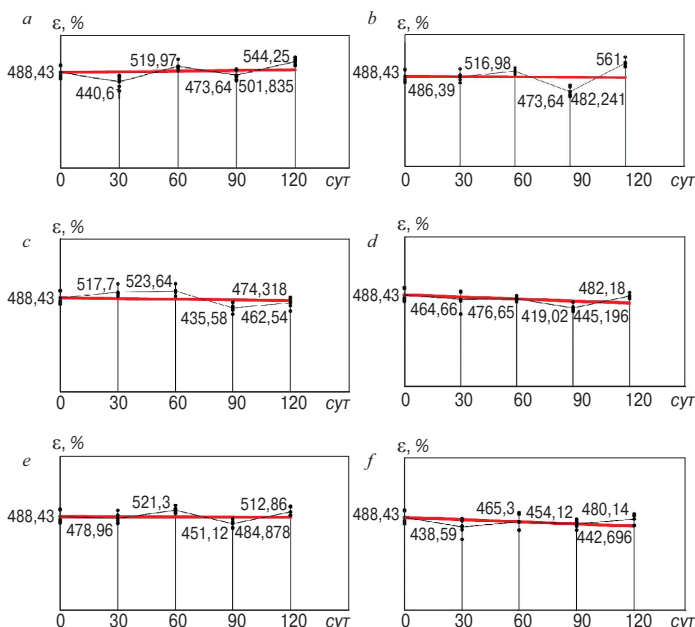 a
ε, %
519,97
544,25
488,43
440,6
473,64
501,835
0 30 60 90 120 сут
b
ε, %
516,98
561
488,43
486,39
473,64
482,241
0 30 60 90 120 сут
c
ε, %
517,7
523,64
474,318
488,43
435,58
462,54
0 30 60 90 120 сут
d
ε, %
482,18
488,43
464,66
476,65
419,02
445,196
0 30 60 90 120 сут
e
ε, %
521,3
512,86
488,43
478,96
451,12
484,878
0 30 60 90 120 сут
f
ε, %
465,3
454,12
480,14
488,43
438,59
442,696
0 30 60 90 120 сут